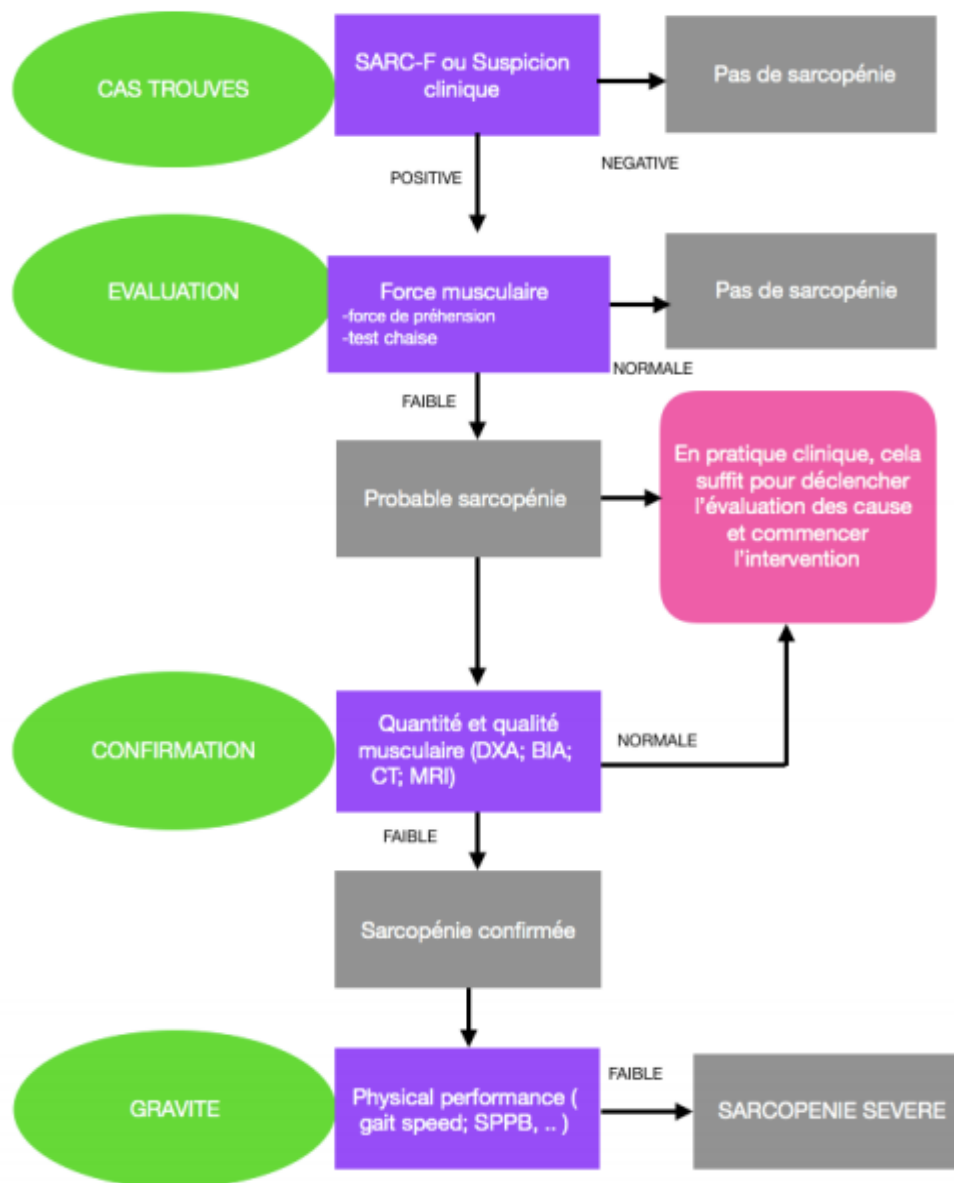 CAS TROUVES
SARC-F ou Suspicion
clinique
Pas de sarcopénie
POSITIVE
NEGATIVE
EVALUATION
Force musculaire
-force de préhension
-test chaise
Pas de sarcopénie
NORMALE
FAIBLE
Probable sarcopénie
En pratique clinique, cela
suffit pour déclencher
l'évaluation des cause
et commencer
l'intervention
CONFIRMATION
Quantité et qualité
musculaire (DXA; BIA;
CT; MRI)
NORMALE
FAIBLE
Sarcopénie confirmée
GRAVITE
Physical performance (
gait speed; SPPB, .. )
FAIBLE
SARCOPENIE SEVERE